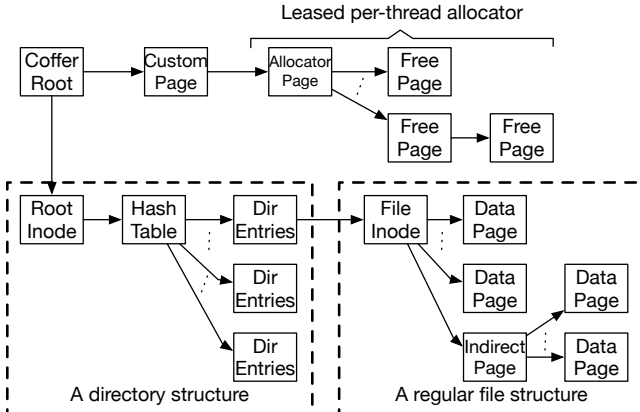 Leased per-thread allocator
Coffer
Root
Custom
Page
Allocator
Page
Free
Page
Free
Page
Free
Page
Root
Inode
Hash
Table
Dir
Entries
File
Inode
Data
Page
Dir
Entries
Data
Page
Data
Page
Dir
Entries
Indirect
Page
Data
Page
A directory structure
A regular file structure